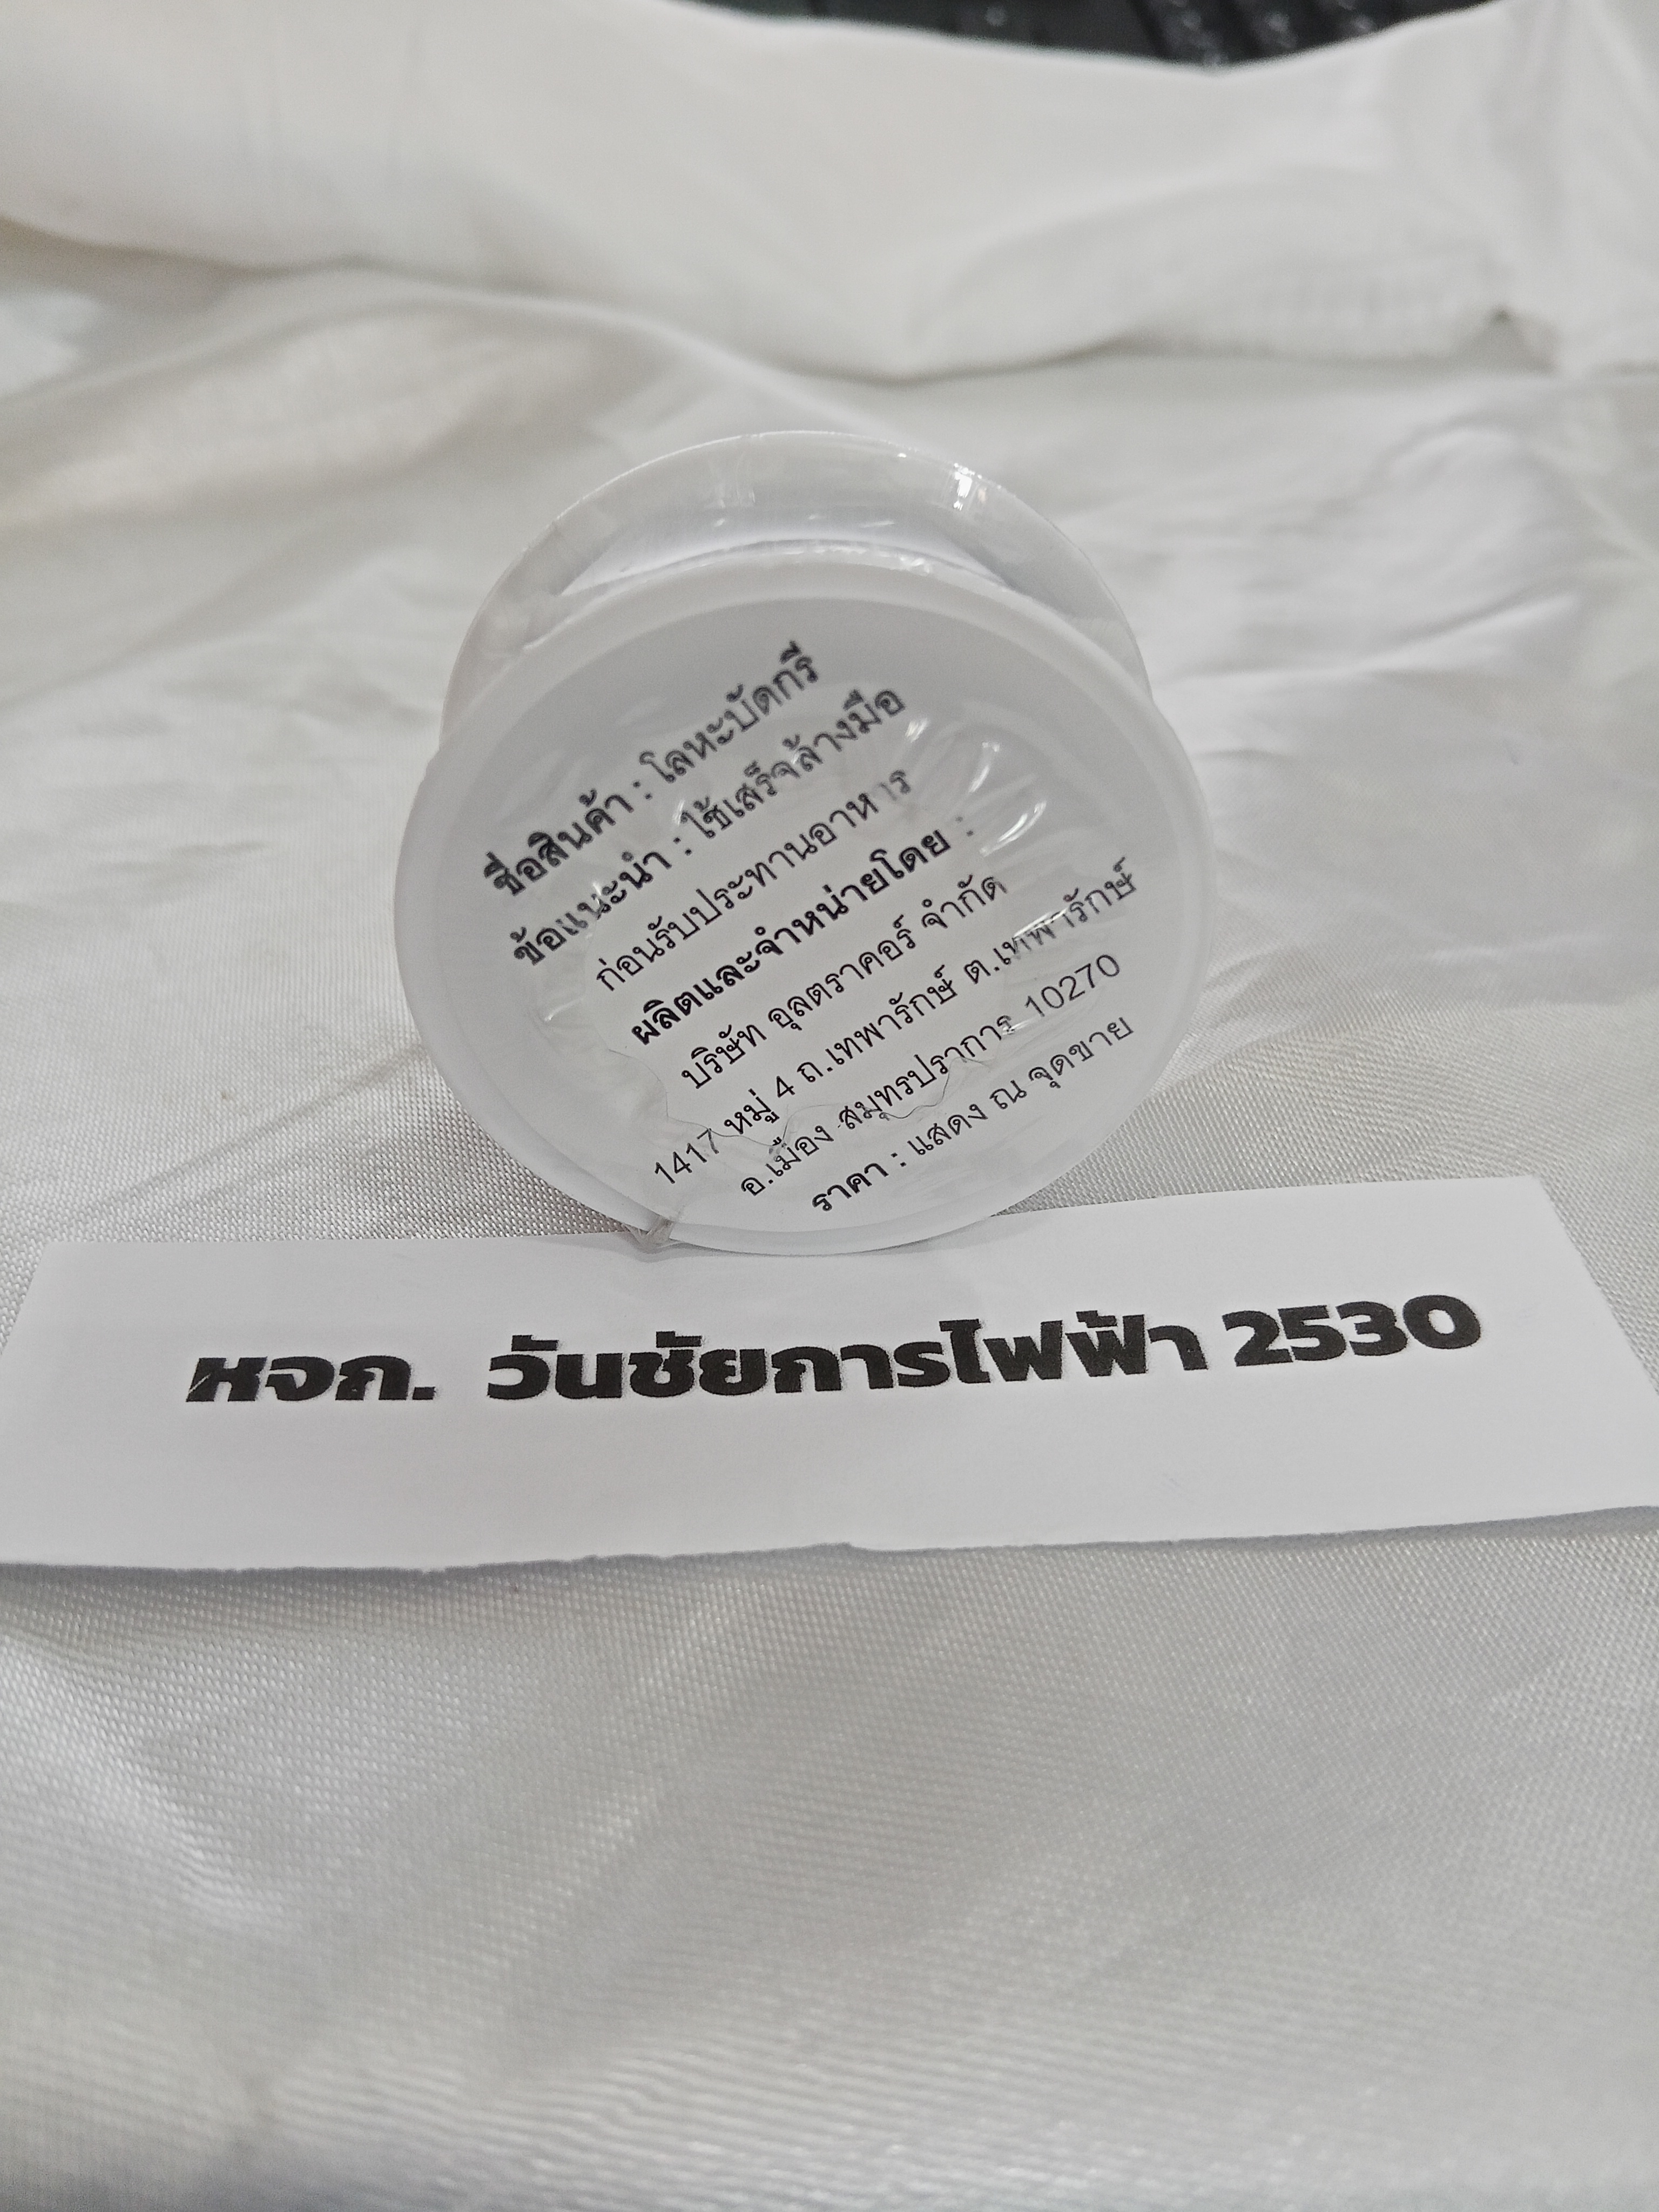 ชื่อสินค้า : โลหะบัดกรี
ข้อแนะนำ : ใช้เสร็จล้างมือ
ก่อนรับประทานอาหาร
ผลิตและจำหน่ายโดย :
บริษัท อุลตราคอร์ จำกัด
1417 หมู่ 4 ถ.เทพารักษ์ ต.เทพารักษ์
อ.เมือง สมุทรปราการ 10270
ราคา : แสดง ณ จุดขาย
หจก. วันชัยการไฟฟ้า 2530